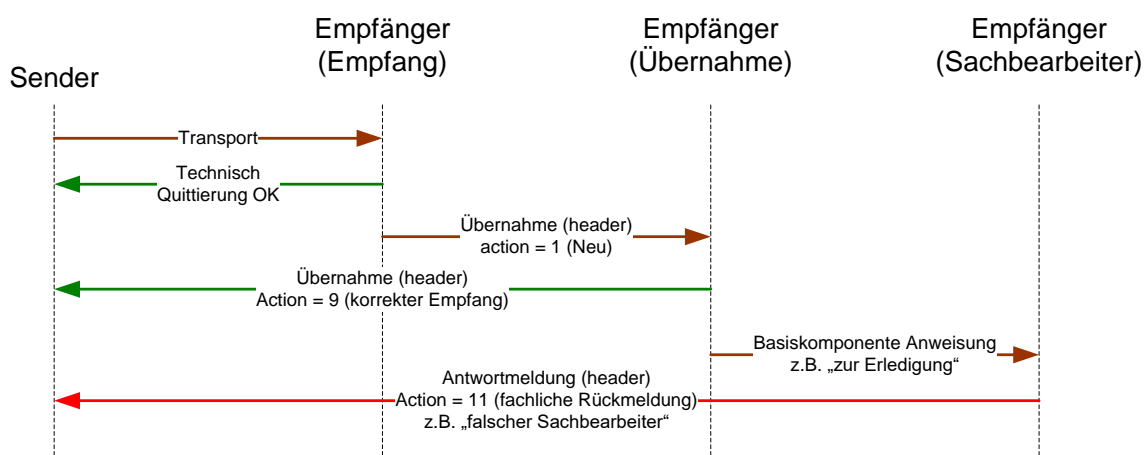 Sender
Empfänger
(Empfang)
Empfänger
(Übernahme)
Empfänger
(Sachbearbeiter)
Transport
Technisch
Quittierung OK
Übernahme (header)
action = 1 (Neu)
Übernahme (header)
Action = 9 (korrekter Empfang)
Basiskomponente Anweisung
z.B. „zur Erledigung“
Antwortmeldung (header)
Action = 11 (fachliche Rückmeldung)
z.B. „falscher Sachbearbeiter“